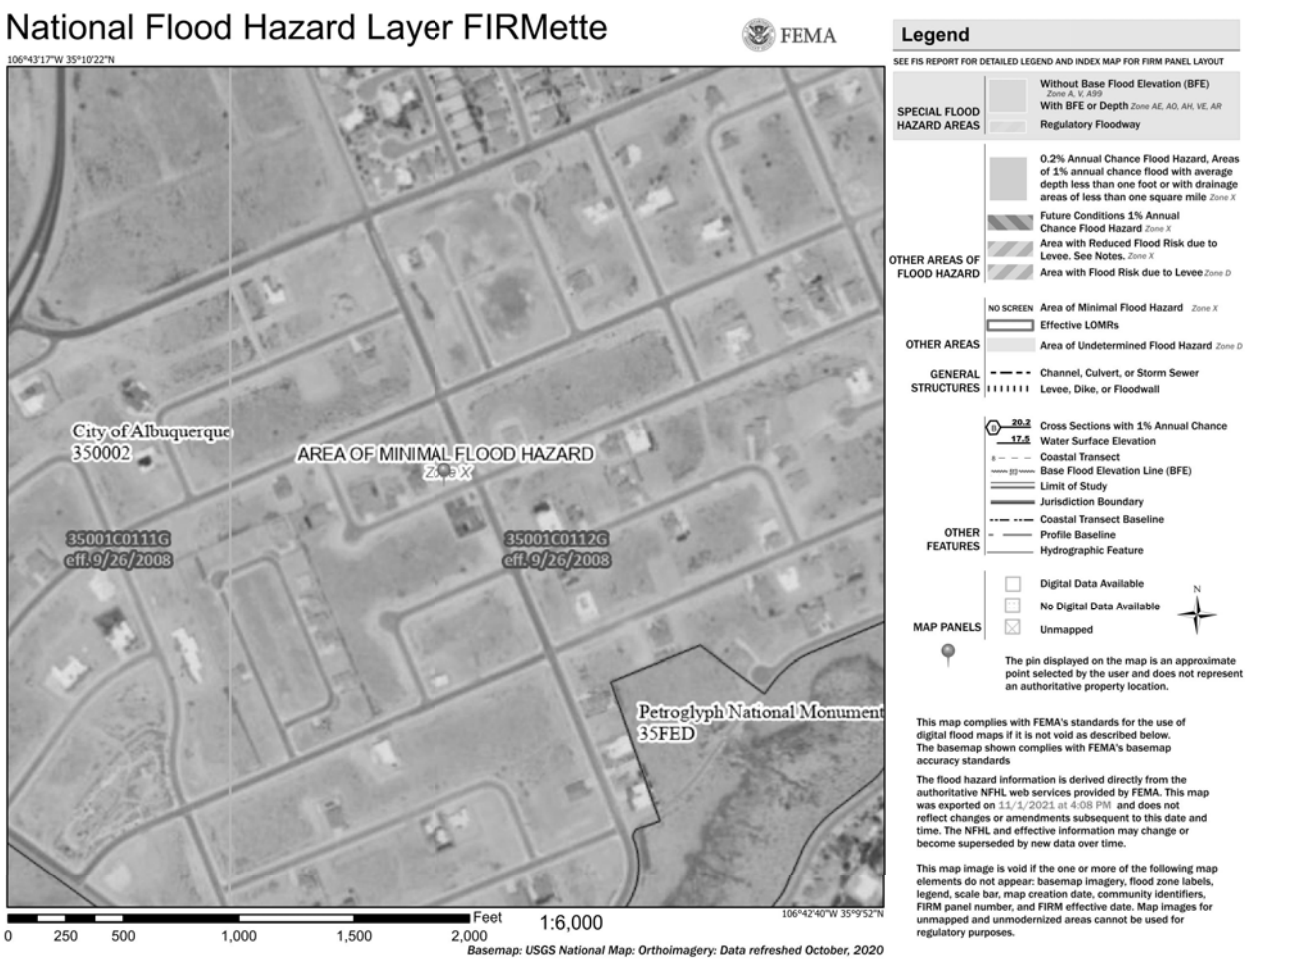 National Flood Hazard Layer FIRMette
FEMA
Legend
106°43'17"W 35°10'22"N
SEE FIS REPORT FOR DETAILED LEGEND AND INDEX MAP FOR FIRM PANEL LAYOUT
SPECIAL FLOOD
HAZARD AREAS
Without Base Flood Elevation (BFE)
Zone A, V, A99
With BFE or Depth Zone AE, AO, AH, VE, AR
Regulatory Floodway
0.2% Annual Chance Flood Hazard, Areas
of 1% annual chance flood with average
depth less than one foot or with drainage
areas of less than one square mile Zone X
Future Conditions 1% Annual
Chance Flood Hazard Zone X
Area with Reduced Flood Risk due to
Levee. See Notes. Zone X
Area with Flood Risk due to Levee Zone D
OTHER AREAS OF
FLOOD HAZARD
NO SCREEN Area of Minimal Flood Hazard Zone X
Effective LOMRs
OTHER AREAS
Area of Undetermined Flood Hazard Zone D
GENERAL
STRUCTURES
Channel, Culvert, or Storm Sewer
Levee, Dike, or Floodwall
20.2 Cross Sections with 1% Annual Chance
17.5 Water Surface Elevation
Coastal Transect
Base Flood Elevation Line (BFE)
Limit of Study
Jurisdiction Boundary
Coastal Transect Baseline
OTHER
FEATURES
Profile Baseline
Hydrographic Feature
Digital Data Available
No Digital Data Available
MAP PANELS
Unmapped
N
The pin displayed on the map is an approximate
point selected by the user and does not represent
an authoritative property location.
This map complies with FEMA's standards for the use of
digital flood maps if it is not void as described below.
The basemap shown complies with FEMA's basemap
accuracy standards
The flood hazard information is derived directly from the
authoritative NFHL web services provided by FEMA. This map
was exported on 11/1/2021 at 4:08 PM and does not
reflect changes or amendments subsequent to this date and
time. The NFHL and effective information may change or
become superseded by new data over time.
This map image is void if the one or more of the following map
elements do not appear: basemap imagery, flood zone labels,
legend, scale bar, map creation date, community identifiers,
FIRM panel number, and FIRM effective date. Map images for
unmapped and unmodernized areas cannot be used for
regulatory purposes.
City of Albuquerque
350002
AREA OF MINIMAL FLOOD HAZARD
Zone X
35001C0111G
eff. 9/26/2008
35001C0112G
eff. 9/26/2008
Petroglyph National Monument
35FED
106°42'40"W 35°9'52"N
Feet
1:6,000
0 250 500 1,000 1,500 2,000
Basemap: USGS National Map: Orthoimagery: Data refreshed October, 2020